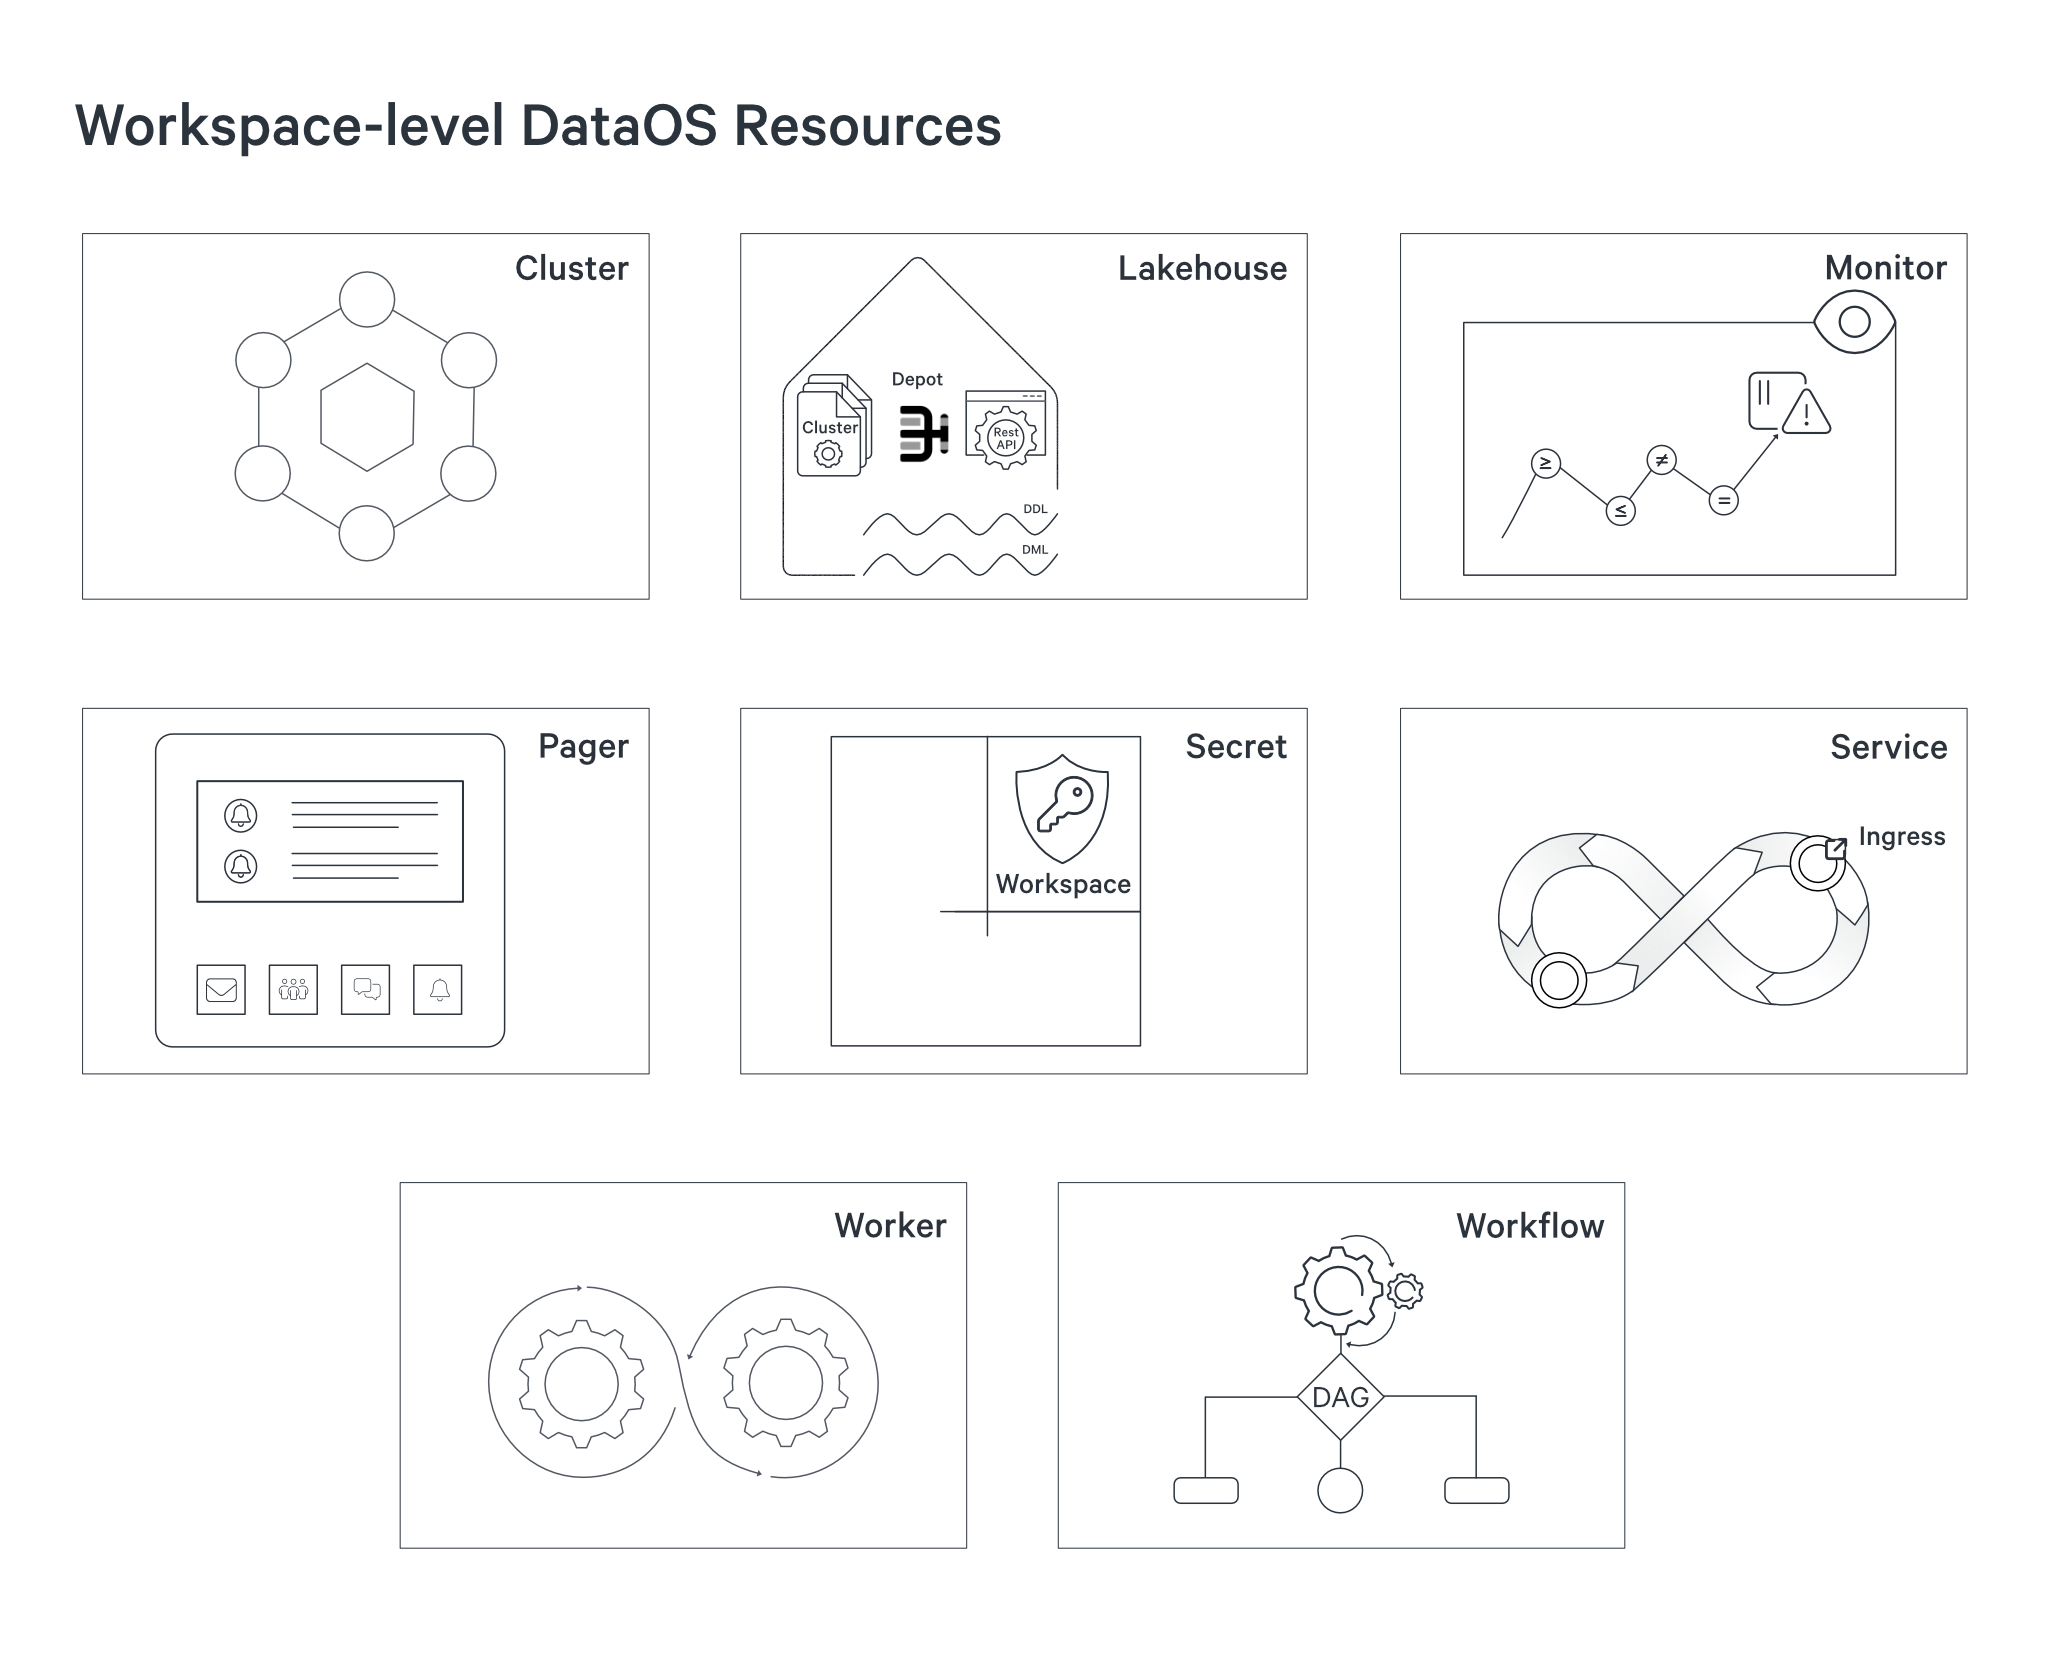 Workspace-level DataOS Resources
Cluster
Lakehouse
Depot
Cluster
Rest
API
DDL
DML
Monitor
≥
≤
≠
=
!
Pager
Secret
Workspace
Service
Ingress
Worker
Workflow
DAG